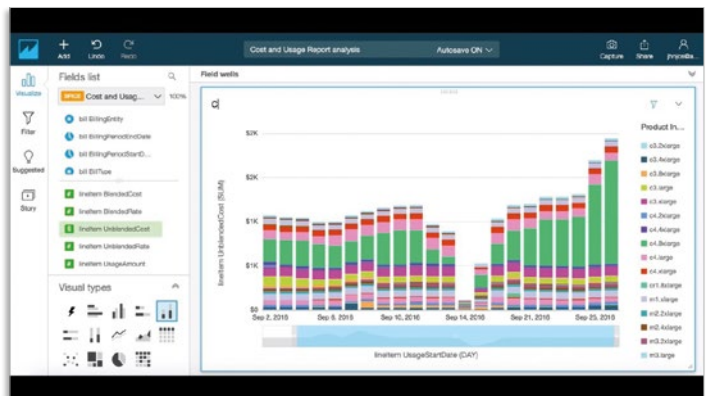 Add
Undo
Redo
Cost and Usage Report analysis
Autosave ON
Capture
Share
Visualize
Filter
Suggested
Story
Fields list
SPICE
Cost and Usag...
100%
bill BillingEntity
bill BillingPeriodEndDate
bill BillingPeriodStartD...
bill BillType
lineItem BlendedCost
lineItem BlendedRate
lineItem UnblendedCost
lineItem UnblendedRate
lineItem UsageAmount
Visual types
Field wells
c
$2K
$2K
$1K
$1K
$0
lineItem UnblendedCost (SUM)
Sep 2, 2016
Sep 6, 2016
Sep 10, 2016
Sep 14, 2016
Sep 21, 2016
Sep 25, 2016
lineItem UsageStartDate (DAY)
Product In...
c3.large
c3.xlarge
c4.2xlarge
c4.4xlarge
c4.8xlarge
c4.large
c4.xlarge
cr1.8xlarge
m1.xlarge
m2.2xlarge
m2.4xlarge
m3.2xlarge
m3.large